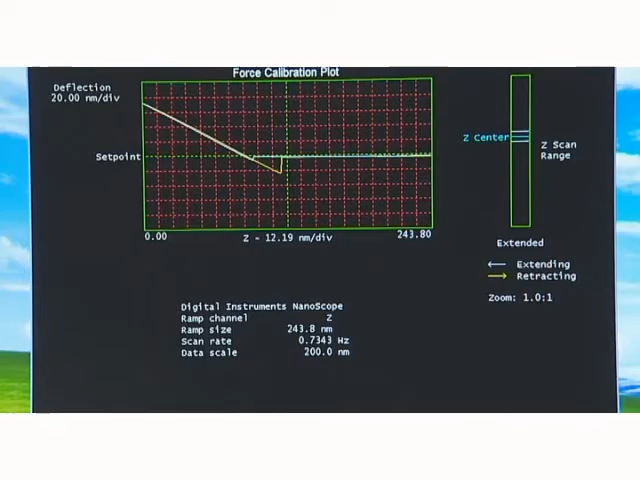 Force Calibration Plot
Deflection
20.00 nm/div
Setpoint
0.00
Z - 12.19 nm/div
243.80
Z Center
Z Scan
Range
Extended
Extending
Retracting
Zoom: 1.0:1
Digital Instruments NanoScope
Ramp channel Z
Ramp size 243.8 nm
Scan rate 0.7343 Hz
Data scale 200.0 nm